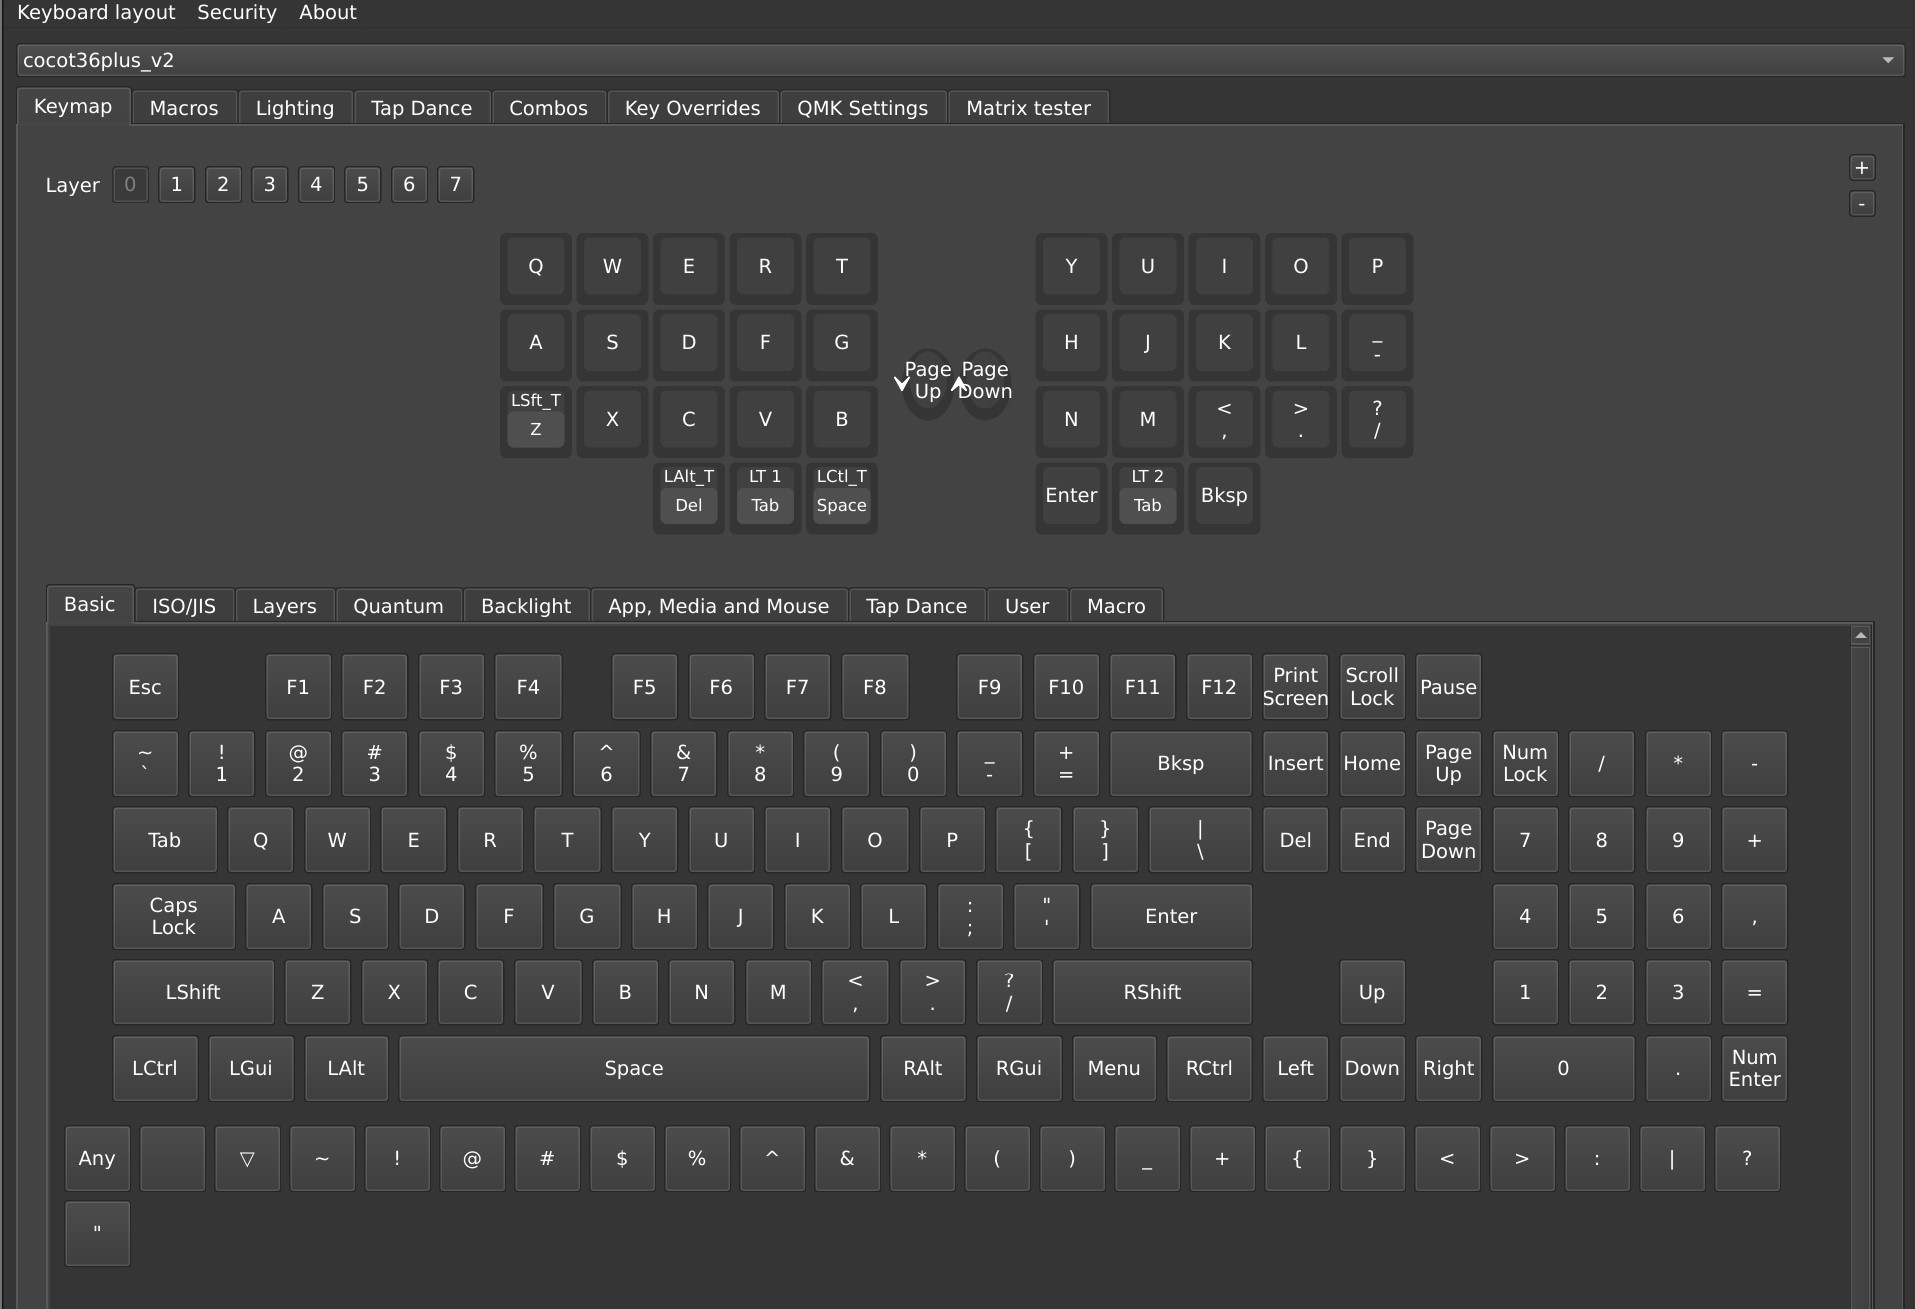 Keyboard layout Security About
cocot36plus_v2
Keymap Macros Lighting Tap Dance Combos Key Overrides QMK Settings Matrix tester
Layer 0 1 2 3 4 5 6 7
+
-
Q W E R T Y U I O P
A S D F G H J K L _
-
Page Up Page Down
LSft_T
Z X C V B N M <
, >
. ?
/
LAlt_T
Del LT 1
Tab LCtl_T
Space Enter LT 2
Tab Bksp
Basic ISO/JIS Layers Quantum Backlight App, Media and Mouse Tap Dance User Macro
Esc F1 F2 F3 F4 F5 F6 F7 F8 F9 F10 F11 F12 Print Screen Scroll Lock Pause
~ ! @ # $ % ^ & * ( ) _ +
` 1 2 3 4 5 6 7 8 9 0 - = Bksp Insert Home Page Up Num Lock / * -
Tab Q W E R T Y U I O P { [ } ] | \ Del End Page Down 7 8 9 +
Caps Lock A S D F G H J K L : ; " ' Enter 4 5 6 ,
LShift Z X C V B N M < , > . ? / RShift Up 1 2 3 =
LCtrl LGui LAlt Space RAlt RGui Menu RCtrl Left Down Right 0 . Num Enter
Any ▽ ~ ! @ # $ % ^ & * ( ) _ + { } < > : | ?
"